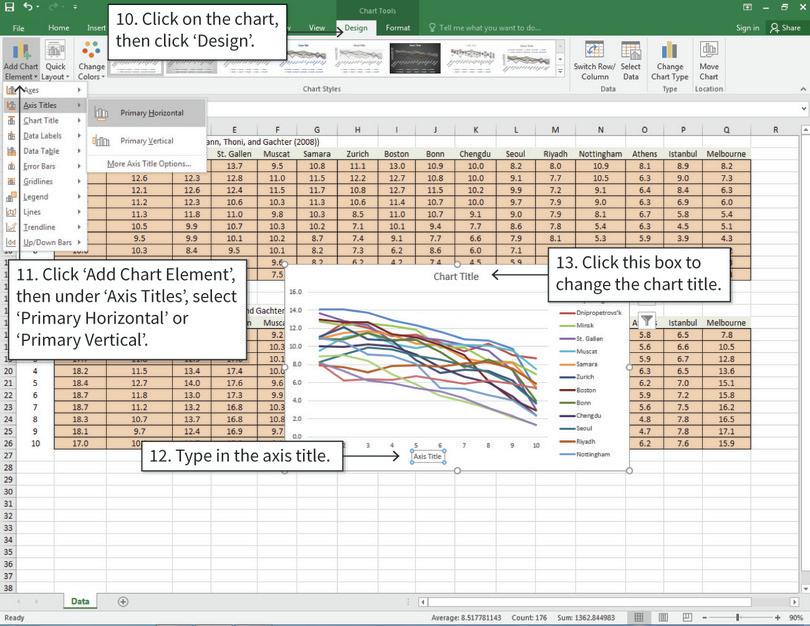 10. Click on the chart,
then click ‘Design’.
Chart Tools
File Home Insert View Design Format Tell me what you want to do... Sign in Share
Add Chart Element Quick Layout Change Colors Switch Row/ Column Select Data Change Chart Type Move Chart
Chart Styles Data Type Location
Axes
Axis Titles
Chart Title
Data Labels
Data Table
Error Bars
Gridlines
Legend
Lines
Trendline
Up/Down Bars
Primary Horizontal
Primary Vertical
More Axis Title Options...
E F G H I J K L M N O P Q R
ann, Thoni, and Gachter (2008))
St. Gallen Muscat Samara Zurich Boston Bonn Chengdu Seoul Riyadh Nottingham Athens Istanbul Melbourne
13.7 9.5 10.8 11.1 12.9 10.9 10.8 8.2 8.0 10.9 8.1 8.9 8.2
12.6 12.3 12.8 11.0 11.5 12.2 12.7 10.8 10.0 9.1 7.7 10.5 6.3 9.0 7.3
12.1 12.6 12.4 11.5 11.7 10.8 12.7 11.5 10.2 9.9 7.2 9.1 6.4 8.4 6.3
11.2 12.0 12.6 10.6 11.3 10.6 11.4 10.7 10.0 9.7 7.9 9.0 5.9 6.9 6.0
11.3 11.8 11.0 9.8 10.3 8.5 11.0 10.7 9.1 9.0 7.9 8.1 6.7 5.8 5.4
10.5 9.9 10.7 10.3 10.2 7.1 10.1 9.4 7.7 8.6 7.8 7.7 6.3 4.5 5.1
9.5 9.9 10.1 10.2 8.7 7.4 9.1 7.7 6.6 7.9 8.1 5.3 5.9 3.9 4.3
10.3 8.4 9.5
11. Click ‘Add Chart Element’,
then under ‘Axis Titles’, select
‘Primary Horizontal’ or
‘Primary Vertical’.
13. Click this box to
change the chart title.
Chart Title
16.0
14.0
12.0
10.0
8.0
6.0
4.0
2.0
0.0
3 4 5 6 7 8 9 10
Axis Title
Dnipropetrovs'k
Minsk
St. Gallen
Muscat
Samara
Zurich
Boston
Bonn
Chengdu
Seoul
Riyadh
Nottingham
Istanbul Melbourne
5.8 6.5 7.8
5.6 6.6 10.5
5.9 6.7 12.8
20 4 18.2 11.5 13.4 17.4 10.0 6.3 6.5 13.6
21 5 18.4 12.7 14.0 17.6 9.6 6.2 7.0 15.1
22 6 18.7 11.8 13.0 17.3 9.9 5.9 7.2 15.8
23 7 18.7 11.2 13.2 16.8 10.3 5.6 7.5 16.2
24 8 18.3 10.7 13.7 16.8 10.8 4.8 7.8 16.5
25 9 18.1 9.7 12.4 16.9 9.7 4.7 7.8 17.1
26 10 17.0 6.2 7.6 15.9
12. Type in the axis title.
27
28
29
30
31
32
33
34
35
36
37
38
Data
Ready Average: 8.517781143 Count: 176 Sum: 1362.844983 90%